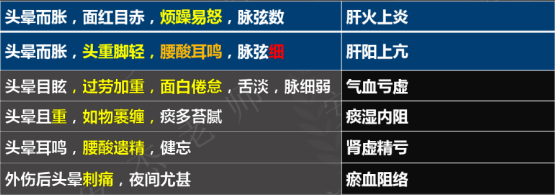 头晕而胀，面红目赤，烦躁易怒，脉弦数 肝火上炎
头晕而胀，头重脚轻，腰酸耳鸣，脉弦细 肝阳上亢
头晕目眩，过劳加重，面白倦怠，舌淡，脉细弱 气血亏虚
头晕且重，如物裹缠，痰多苔腻 痰湿内阻
头晕耳鸣，腰酸遗精，健忘 肾虚精亏
外伤后头晕刺痛，夜间尤甚 瘀血阻络